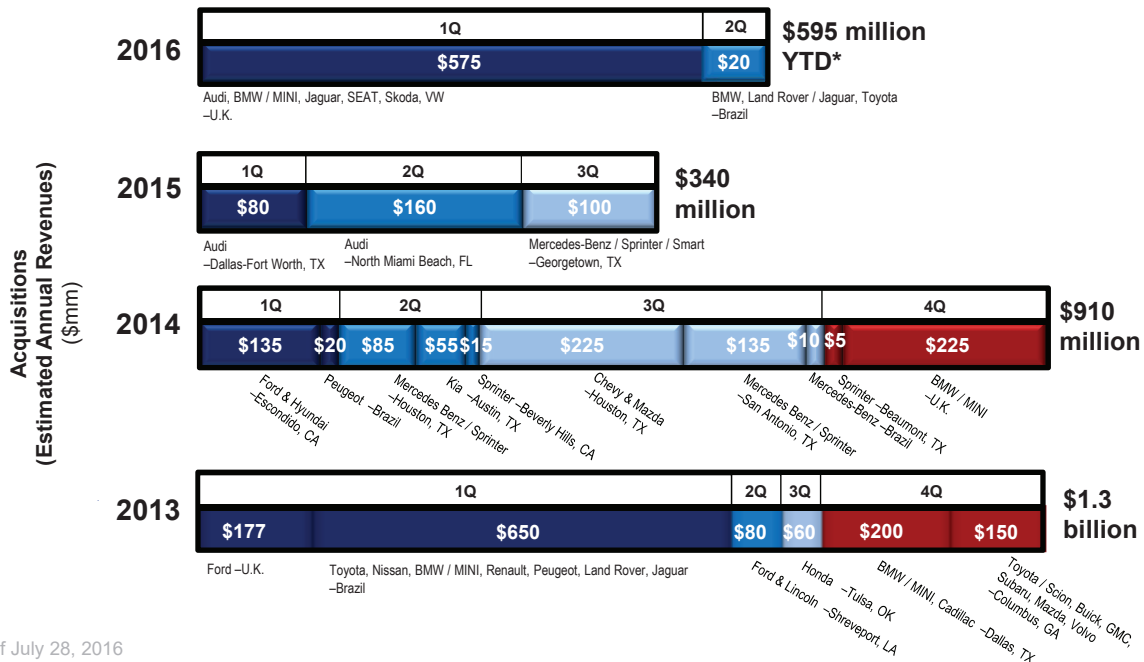 Acquisitions
(Estimated Annual Revenues)
($mm)
2016
1Q 2Q
$575 $20
$595 million
YTD*
Audi, BMW / MINI, Jaguar, SEAT, Skoda, VW
–U.K.
BMW, Land Rover / Jaguar, Toyota
–Brazil
2015
1Q 2Q 3Q
$80 $160 $100
$340
million
Audi
–Dallas-Fort Worth, TX
Audi
–North Miami Beach, FL
Mercedes-Benz / Sprinter / Smart
–Georgetown, TX
2014
1Q 2Q 3Q 4Q
$135 $20 $85 $55 $15 $225 $135 $10 $5 $225
$910
million
Ford & Hyundai
–Escondido, CA
Peugeot –Brazil
Mercedes Benz / Sprinter
–Houston, TX
Kia –Austin, TX
Sprinter –Beverly Hills, CA
Chevy & Mazda
–Houston, TX
Mercedes Benz / Sprinter
–San Antonio, TX
Mercedes-Benz –Brazil
Sprinter –Beaumont, TX
BMW / MINI
–U.K.
2013
1Q 2Q 3Q 4Q
$177 $650 $80 $60 $200 $150
$1.3
billion
Ford –U.K.
Toyota, Nissan, BMW / MINI, Renault, Peugeot, Land Rover, Jaguar
–Brazil
Ford & Lincoln –Shreveport, LA
Honda –Tulsa, OK
BMW / MINI, Cadillac –Dallas, TX
Toyota / Scion, Buick, GMC,
Subaru, Mazda, Volvo
–Columbus, GA
f July 28, 2016